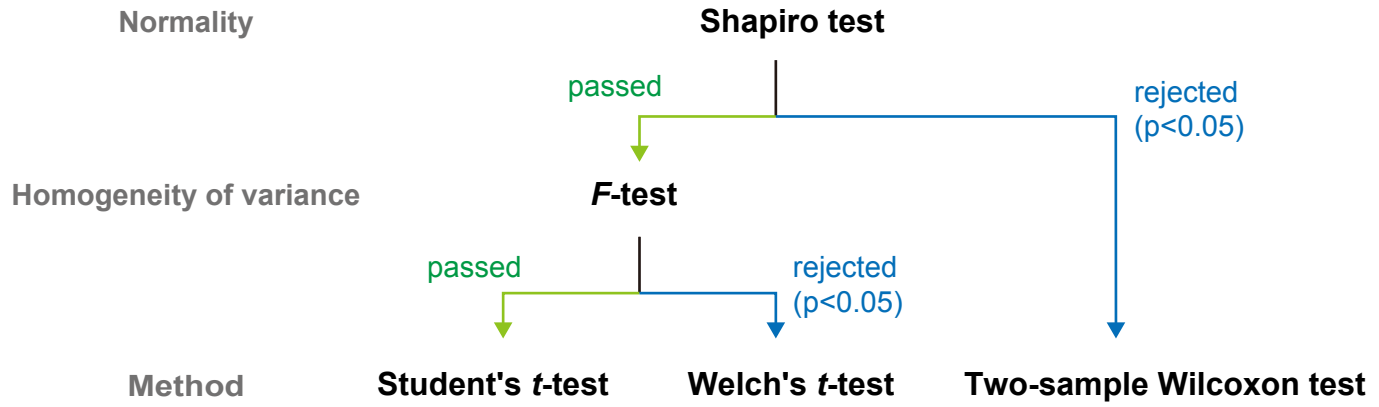 Normality
Shapiro test
passed
rejected
(p<0.05)
Homogeneity of variance
F-test
passed
rejected
(p<0.05)
Method
Student's t-test
Welch's t-test
Two-sample Wilcoxon test